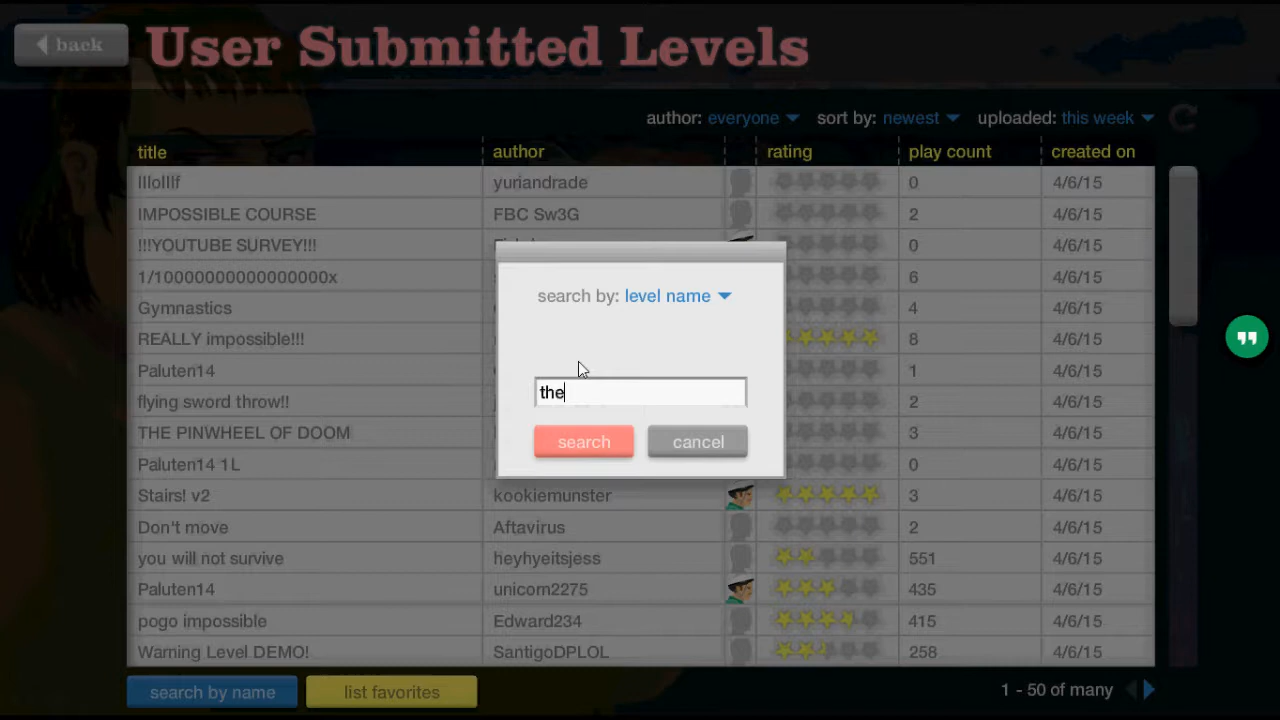 back
User Submitted Levels
author: everyone sort by: newest uploaded: this week
title author rating play count created on
IlloIllf yuriandrade 0 4/6/15
IMPOSSIBLE COURSE FBC Sw3G 2 4/6/15
!!!YOUTUBE SURVEY!!! 0 4/6/15
1/10000000000000000x 6 4/6/15
Gymnastics 4 4/6/15
REALLY impossible!!! 8 4/6/15
Paluten14 1 4/6/15
flying sword throw!! 2 4/6/15
THE PINWHEEL OF DOOM 3 4/6/15
Paluten14 1L 0 4/6/15
Stairs! v2 kookiemunster 3 4/6/15
Don't move Aftavirus 2 4/6/15
you will not survive heyhyeitsjess 551 4/6/15
Paluten14 unicorn2275 435 4/6/15
pogo impossible Edward234 415 4/6/15
Warning Level DEMO! SantigoDPLOL 258 4/6/15
search by: level name
the
search cancel
search by name list favorites 1 - 50 of many